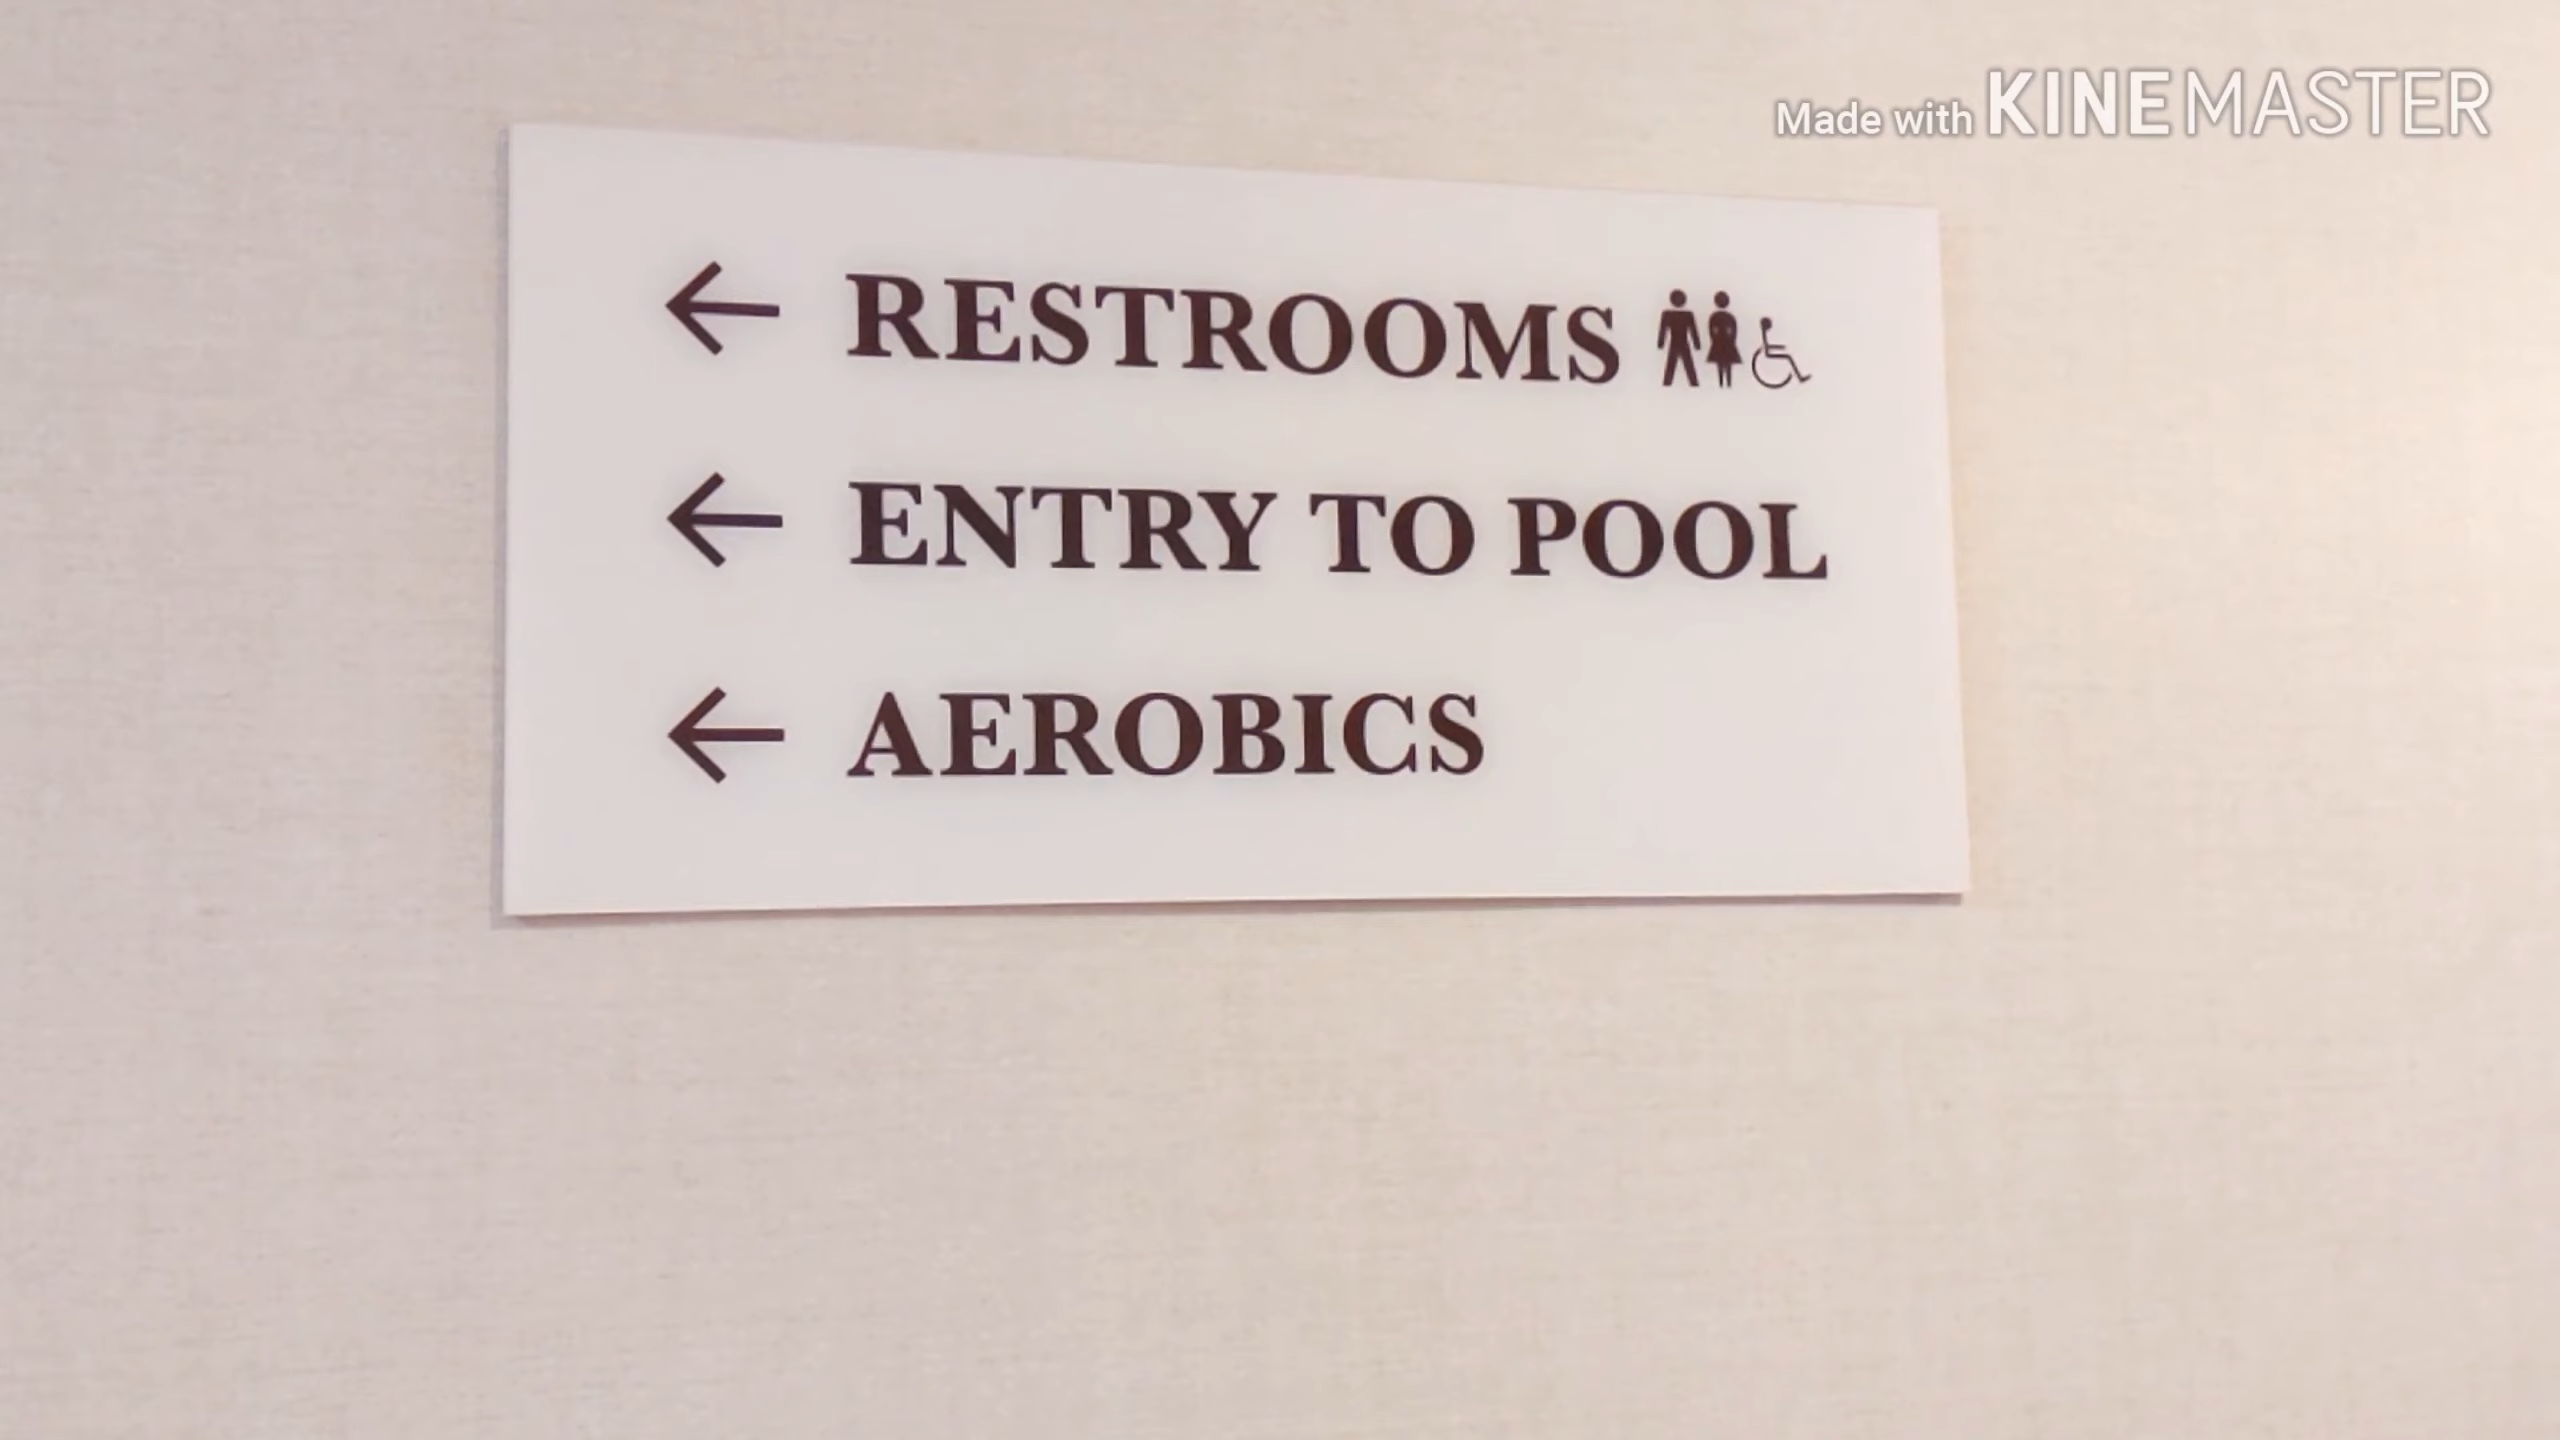 Made with KINEMASTER
← RESTROOMS
← ENTRY TO POOL
← AEROBICS